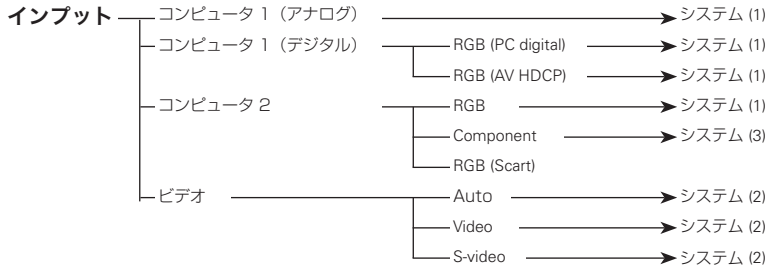 インプット コンピュータ 1 (アナログ) システム (1)
コンピュータ 1 (デジタル) RGB (PC digital) システム (1)
RGB (AV HDCP) システム (1)
コンピュータ 2 RGB システム (1)
Component システム (3)
RGB (Scart)
ビデオ Auto システム (2)
Video システム (2)
S-video システム (2)